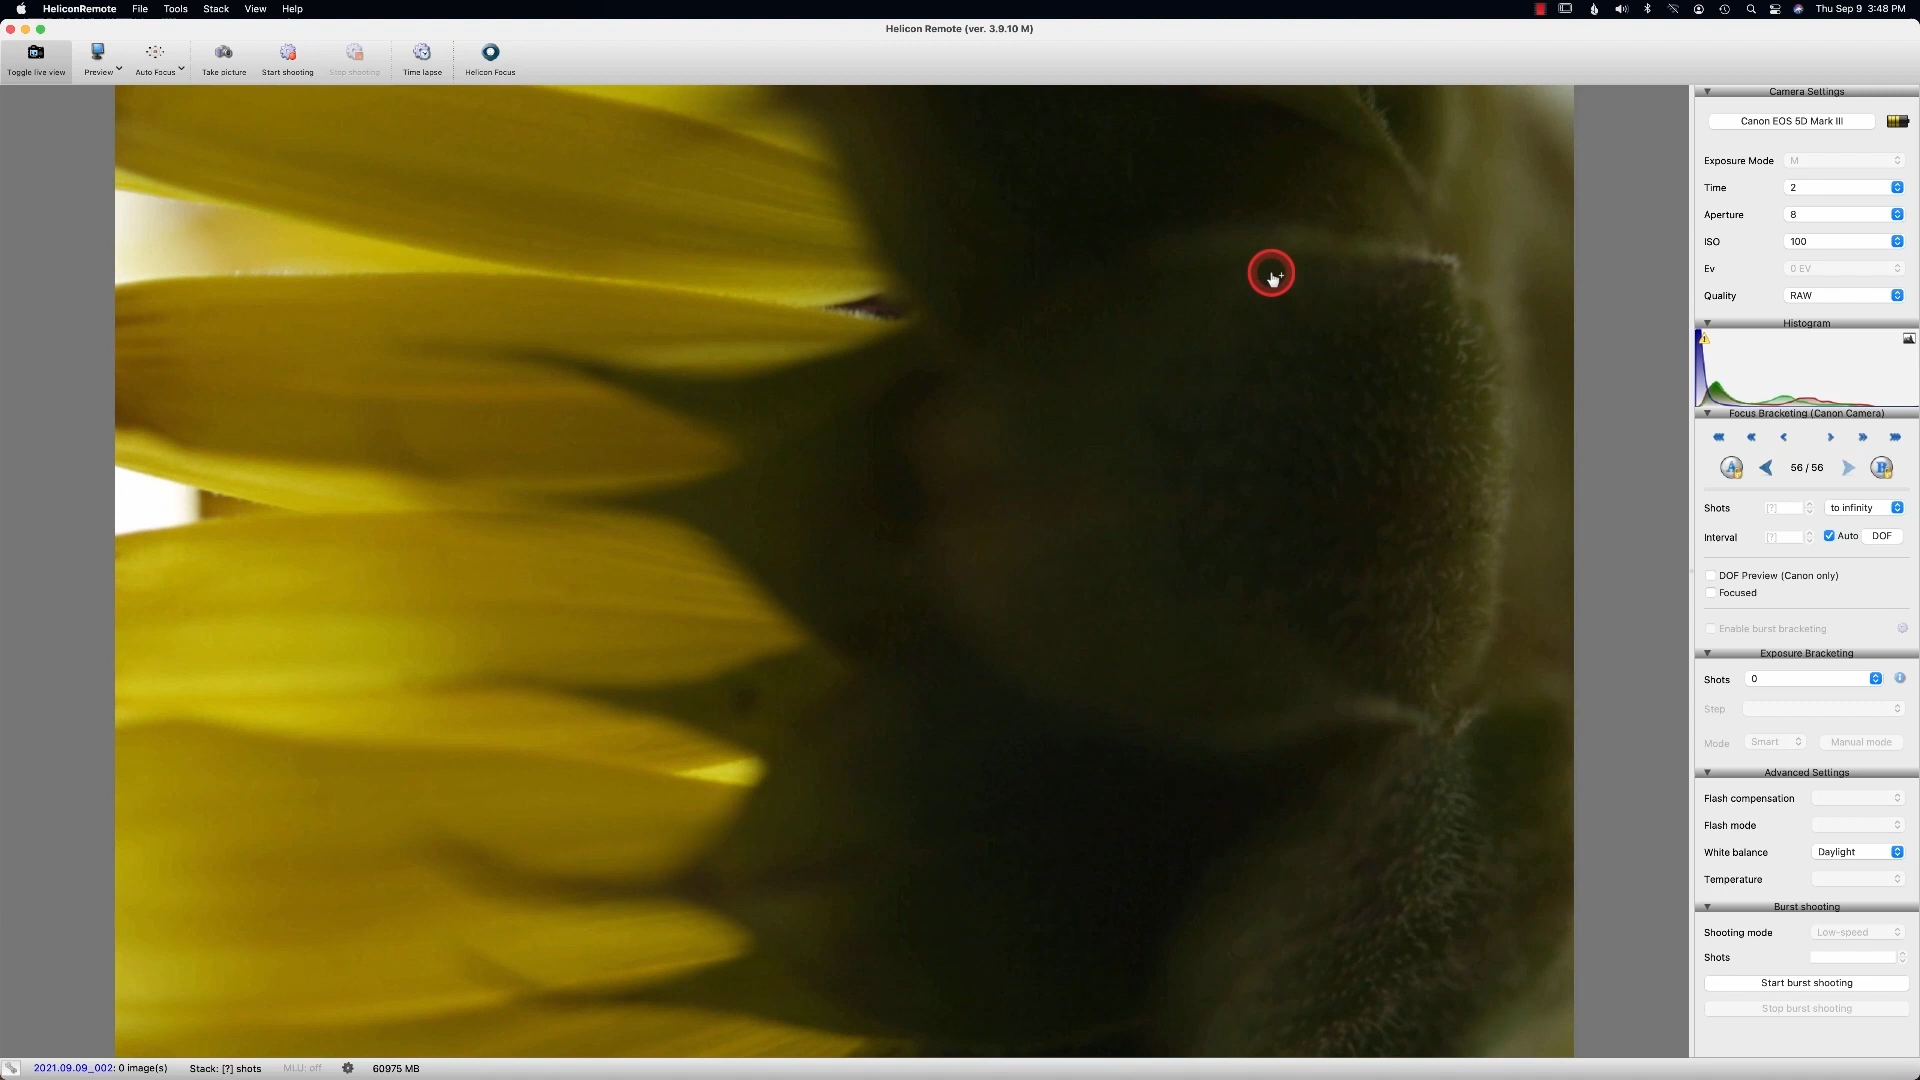 HeliconRemote File Tools Stack View Help Thu Sep 9 3:48 PM
Helicon Remote (ver. 3.9.10 M)
Toggle live view Preview Auto Focus Take picture Start shooting Stop shooting Time lapse Helicon Focus
Camera Settings
Canon EOS 5D Mark III
Exposure Mode M
Time 2
Aperture 8
ISO 100
Ev 0 EV
Quality RAW
Histogram
Focus Bracketing (Canon Camera)
A 56 / 56 B
Shots [?] to infinity
Interval [?] Auto DOF
DOF Preview (Canon only)
Focused
Enable burst bracketing
Exposure Bracketing
Shots 0
Step
Mode Smart Manual mode
Advanced Settings
Flash compensation
Flash mode
White balance Daylight
Temperature
Burst shooting
Shooting mode Low-speed
Shots
Start burst shooting
Stop burst shooting
2021.09.09_002: 0 image(s) Stack: [?] shots MLU: off 60975 MB